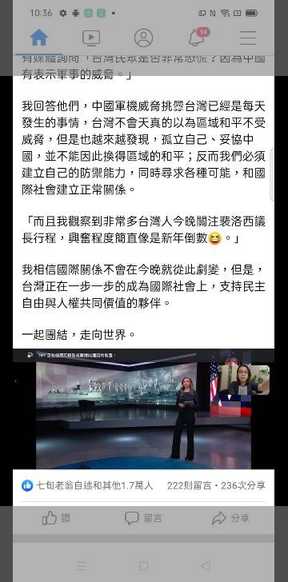 10:36
有媒體詢問「台灣民眾是否非常恐慌？因為中國
有表示軍事的威脅。」
我回答他們，中國軍機威脅挑釁台灣已經是每天
發生的事情，台灣不會天真的以為區域和平不受
威脅，但是也越來越發現，孤立自己、妥協中
國，並不能因此換得區域的和平；反而我們必須
建立自己的防禦能力，同時尋求各種可能，和國
際社會建立正常關係。
「而且我觀察到非常多台灣人今晚關注裴洛西議
長行程，興奮程度簡直像是新年倒數😆。」
我相信國際關係不會在今晚就從此劇變，但是，
台灣正在一步一步的成為國際社會上，支持民主
自由與人權共同價值的夥伴。
一起團結，走向世界。
七旬老翁自述和其他1.7萬人 222則留言・236次分享
讚 留言 分享